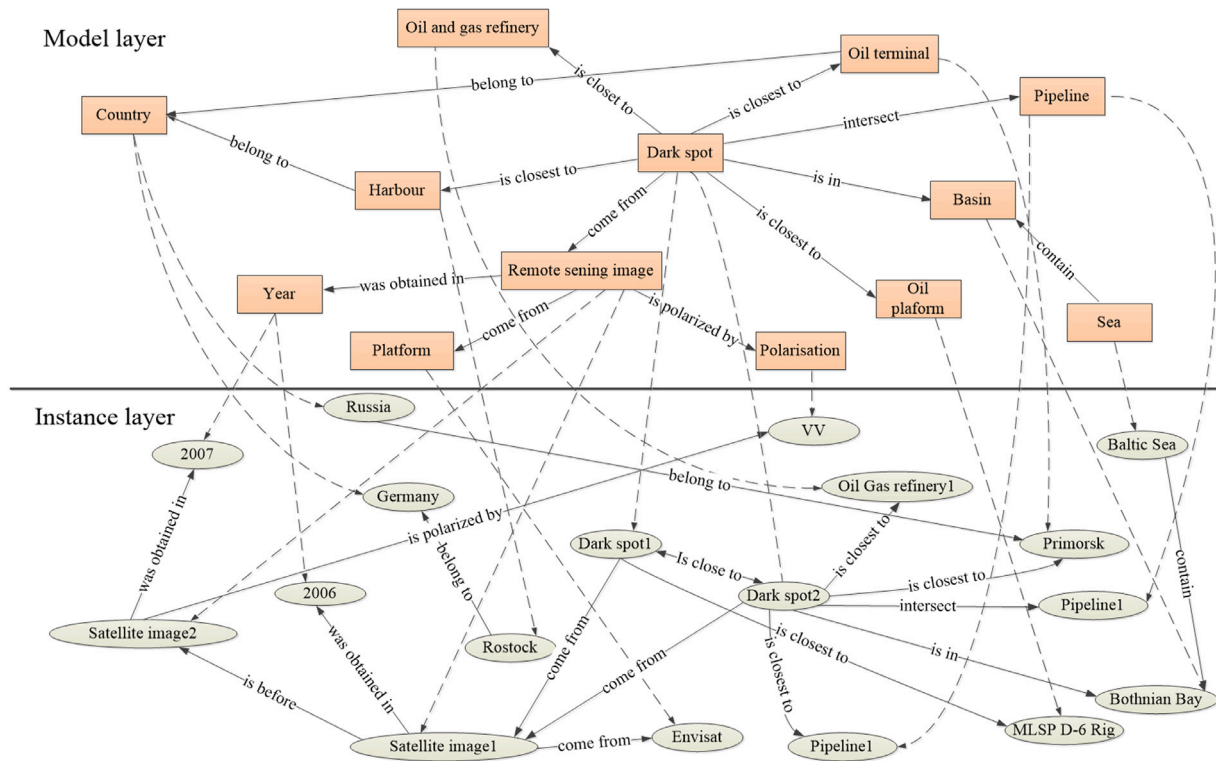 Model layer
Oil and gas refinery
Oil terminal
belong to
is closet to
is closest to
Pipeline
Country
intersect
belong to
Dark spot
is closest to
Harbour
is in
Basin
come from
is closest to
contain
Remote sening image
Year
was obtained in
Oil
plaform
is polarized by
come from
Sea
Platform
Polarisation
Instance layer
Russia
VV
2007
Baltic Sea
belong to
Germany
Oil Gas refinery1
is polarized by
was obtained in
Dark spot1
Primorsk
Is close to
is closest to
contain
belong to
is closest to
2006
Dark spot2
intersect
Pipeline1
Satellite image2
was obtained in
Rostock
come from
is closest to
is closest to
is in
come from
is before
Bothnian Bay
MLSP D-6 Rig
Satellite image1
come from
Envisat
Pipeline1